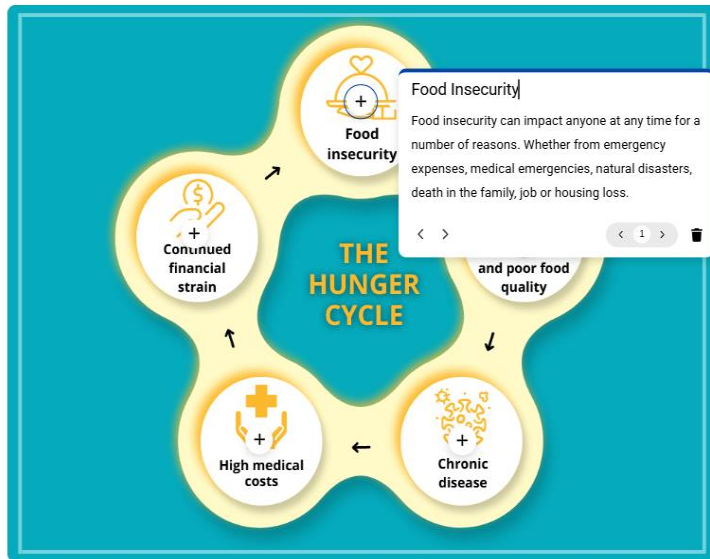 Food
insecurity
Food Insecurity
Food insecurity can impact anyone at any time for a
number of reasons. Whether from emergency
expenses, medical emergencies, natural disasters,
death in the family, job or housing loss.
1
and poor food
quality
Chronic
disease
High medical
costs
Continued
financial
strain
THE
HUNGER
CYCLE